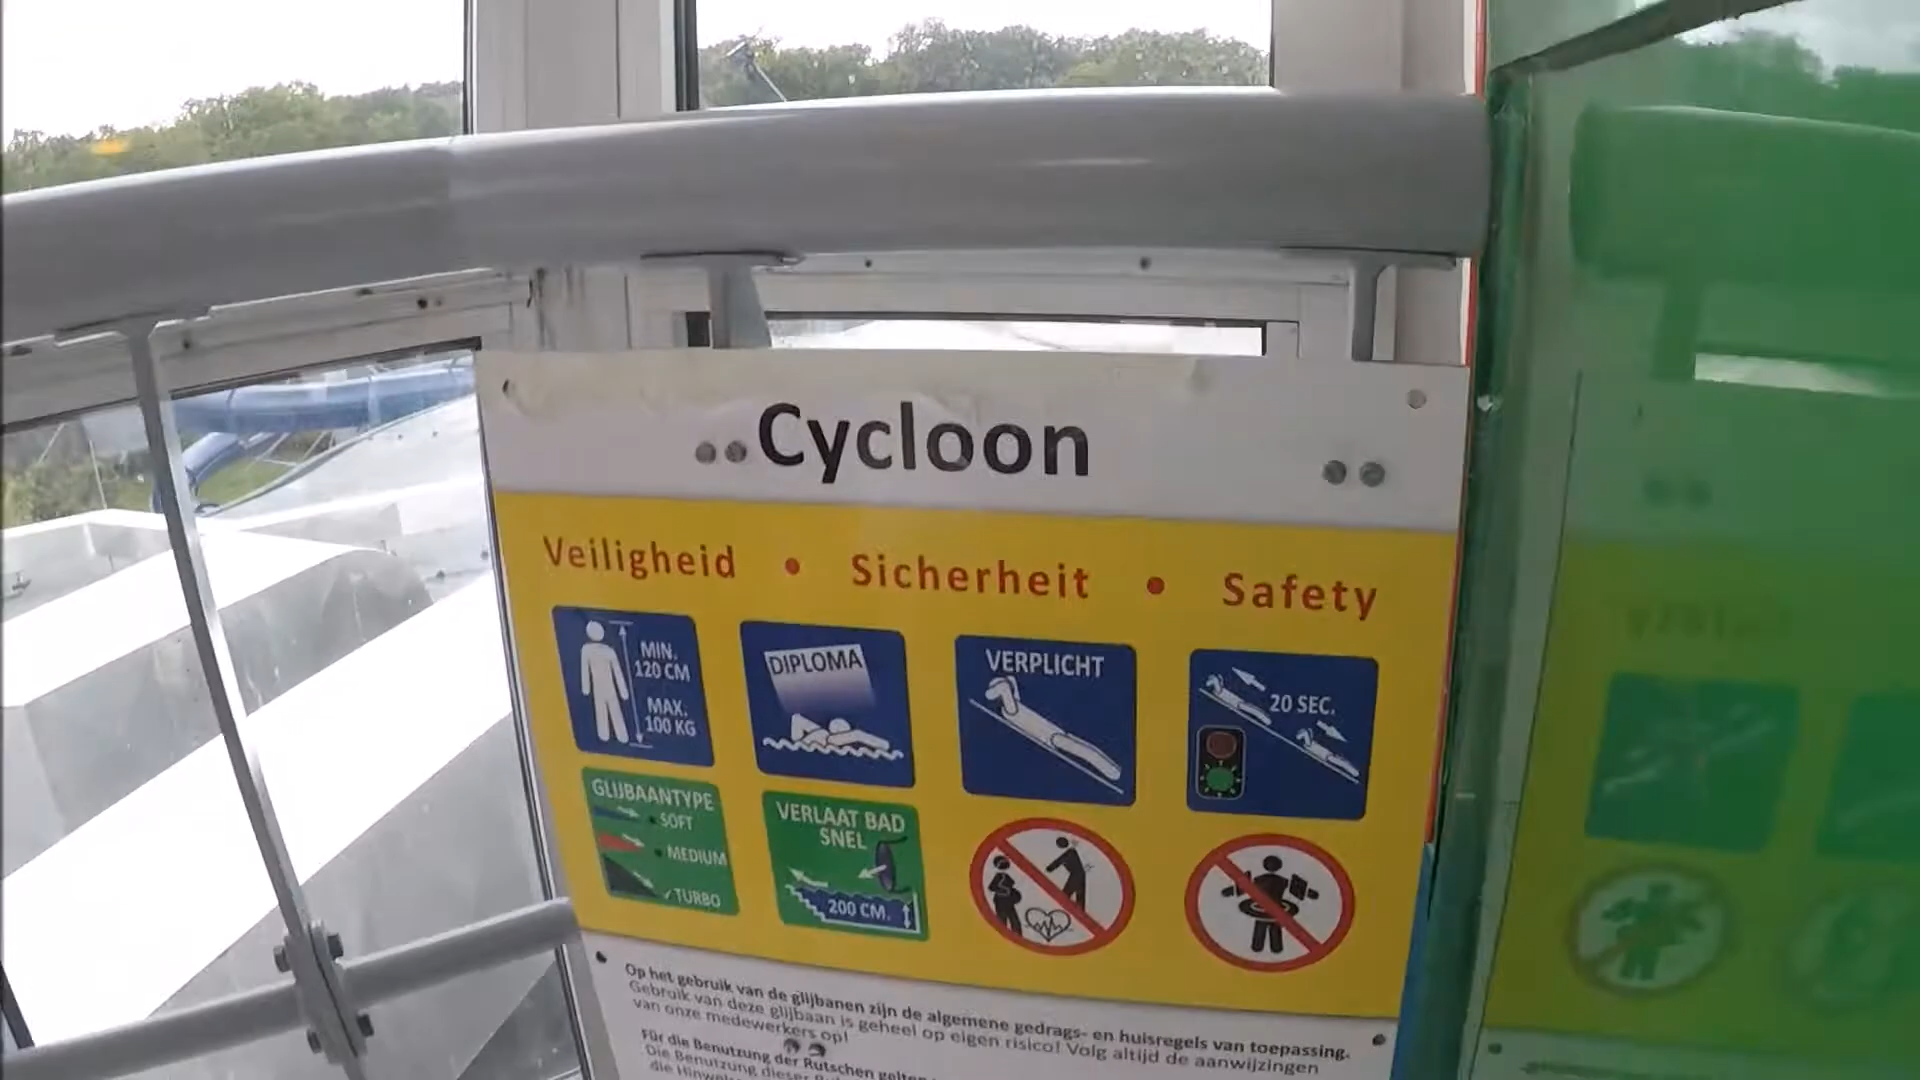 Cycloon
Veiligheid • Sicherheit • Safety
MIN.
120 CM
MAX.
100 KG
DIPLOMA
VERPLICHT
20 SEC.
GLIJBAANTYPE
SOFT
MEDIUM
✓ TURBO
VERLAAT BAD
SNEL
200 CM.
Op het gebruik van de glijbanen zijn de algemene gedrags- en huisregels van toepassing.
Gebruik van deze glijbaan is geheel op eigen risico! Volg altijd de aanwijzingen
van onze medewerkers op!
Für die Benutzung der Rutschen gelten
Die Benutzung dieser
die